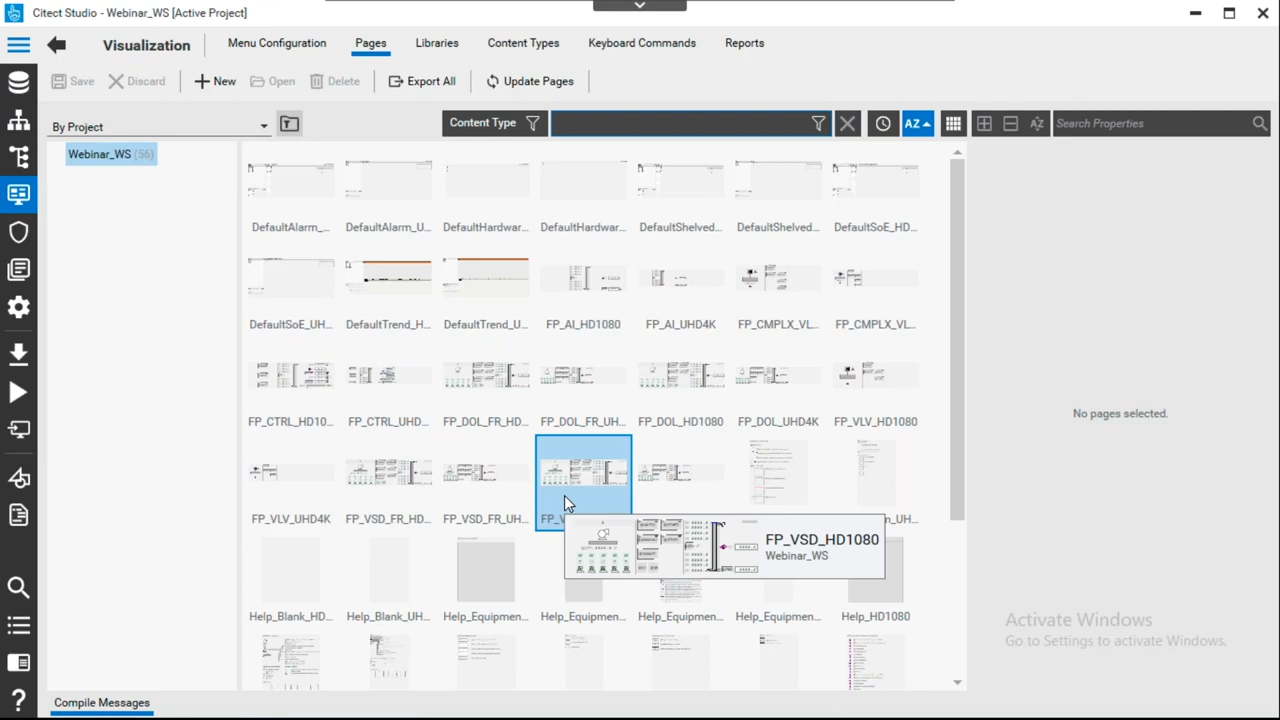 Citect Studio - Webinar_WS [Active Project]
Visualization
Menu Configuration
Pages
Libraries
Content Types
Keyboard Commands
Reports
Save
Discard
New
Open
Delete
Export All
Update Pages
By Project
Content Type
AZ
Search Properties
Webinar_WS (56)
DefaultAlarm_...
DefaultAlarm_U...
DefaultHardwar...
DefaultHardwar...
DefaultShelved...
DefaultShelved...
DefaultSoE_HD...
DefaultSoE_UH...
DefaultTrend_H...
DefaultTrend_U...
FP_AI_HD1080
FP_AI_UHD4K
FP_CMPLX_VL...
FP_CMPLX_VL...
FP_CTRL_HD10...
FP_CTRL_UHD...
FP_DOL_FR_HD...
FP_DOL_FR_UH...
FP_DOL_HD1080
FP_DOL_UHD4K
FP_VLV_HD1080
FP_VLV_UHD4K
FP_VSD_FR_HD...
FP_VSD_FR_UH...
FP_V
n_UH...
FP_VSD_HD1080
Webinar_WS
No pages selected.
Help_Blank_HD...
Help_Blank_UH...
Help_Equipmen...
Help_Equipmen...
Help_Equipmen...
Help_Equipmen...
Help_HD1080
Activate Windows
Go to Settings to activate Windows.
Compile Messages